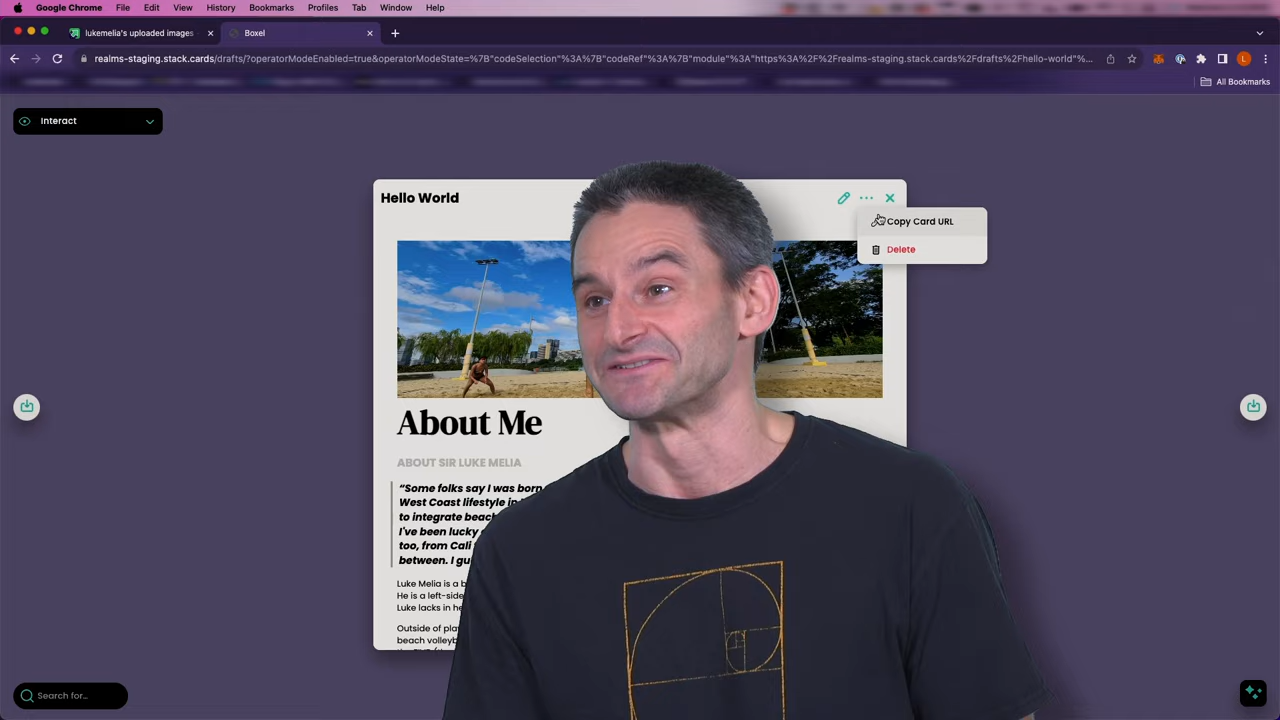 Google Chrome File Edit View History Bookmarks Profiles Tab Window Help
lukemelia's uploaded images
Boxel
realms-staging.stack.cards/drafts/?operatorModeEnabled=true&operatorModeState=%7B"codeSelection"%3A%7B"codeRef"%3A%7B"module"%3A"https%3A%2F%2Frealms-staging.stack.cards%2Fdrafts%2Fhello-world"%...
L
All Bookmarks
Interact
Hello World
Copy Card URL
Delete
About Me
ABOUT SIR LUKE MELIA
“Some folks say I was born
West Coast lifestyle in
to integrate beach
I've been lucky
too, from Cali
between. I
Luke Melia is a
He is a left-side
Luke lacks in
Outside of
beach
Search for...